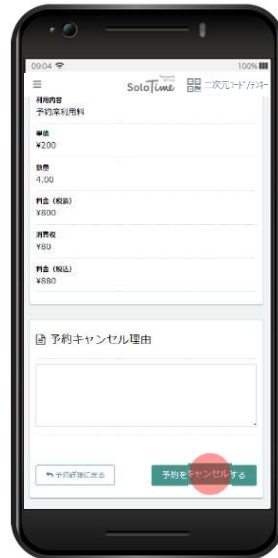 09:04
100%
SoloTime
二次元コード/テンキー
利用内容
予約席利用料
単価
¥200
数量
4.00
料金（税抜）
¥800
消費税
¥80
料金（税込）
¥880
予約キャンセル理由
予約詳細に戻る
予約をキャンセルする